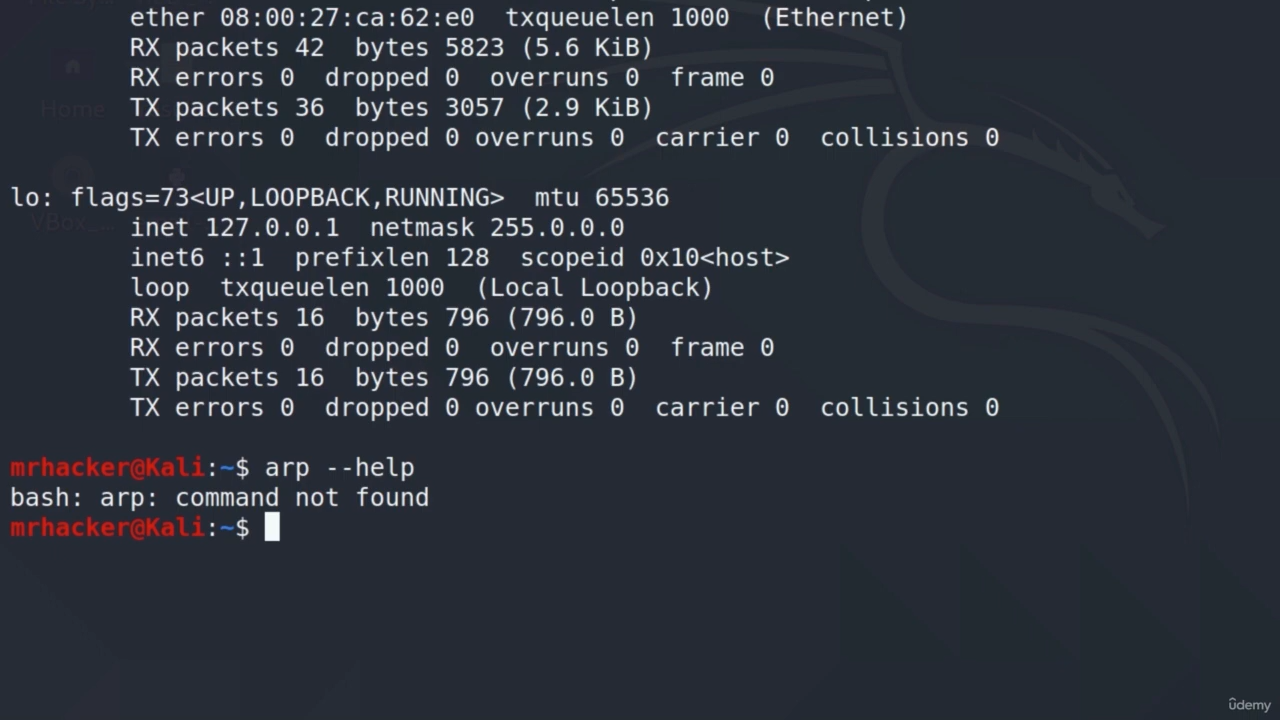 ether 08:00:27:ca:62:e0  txqueuelen 1000  (Ethernet)
RX packets 42  bytes 5823 (5.6 KiB)
RX errors 0  dropped 0  overruns 0  frame 0
TX packets 36  bytes 3057 (2.9 KiB)
TX errors 0  dropped 0 overruns 0  carrier 0  collisions 0
Home
lo: flags=73<UP,LOOPBACK,RUNNING>  mtu 65536
VBox_...
inet 127.0.0.1  netmask 255.0.0.0
inet6 ::1  prefixlen 128  scopeid 0x10<host>
loop  txqueuelen 1000  (Local Loopback)
RX packets 16  bytes 796 (796.0 B)
RX errors 0  dropped 0  overruns 0  frame 0
TX packets 16  bytes 796 (796.0 B)
TX errors 0  dropped 0 overruns 0  carrier 0  collisions 0
mrhacker@Kali:~$ arp --help
bash: arp: command not found
mrhacker@Kali:~$
ûdemy